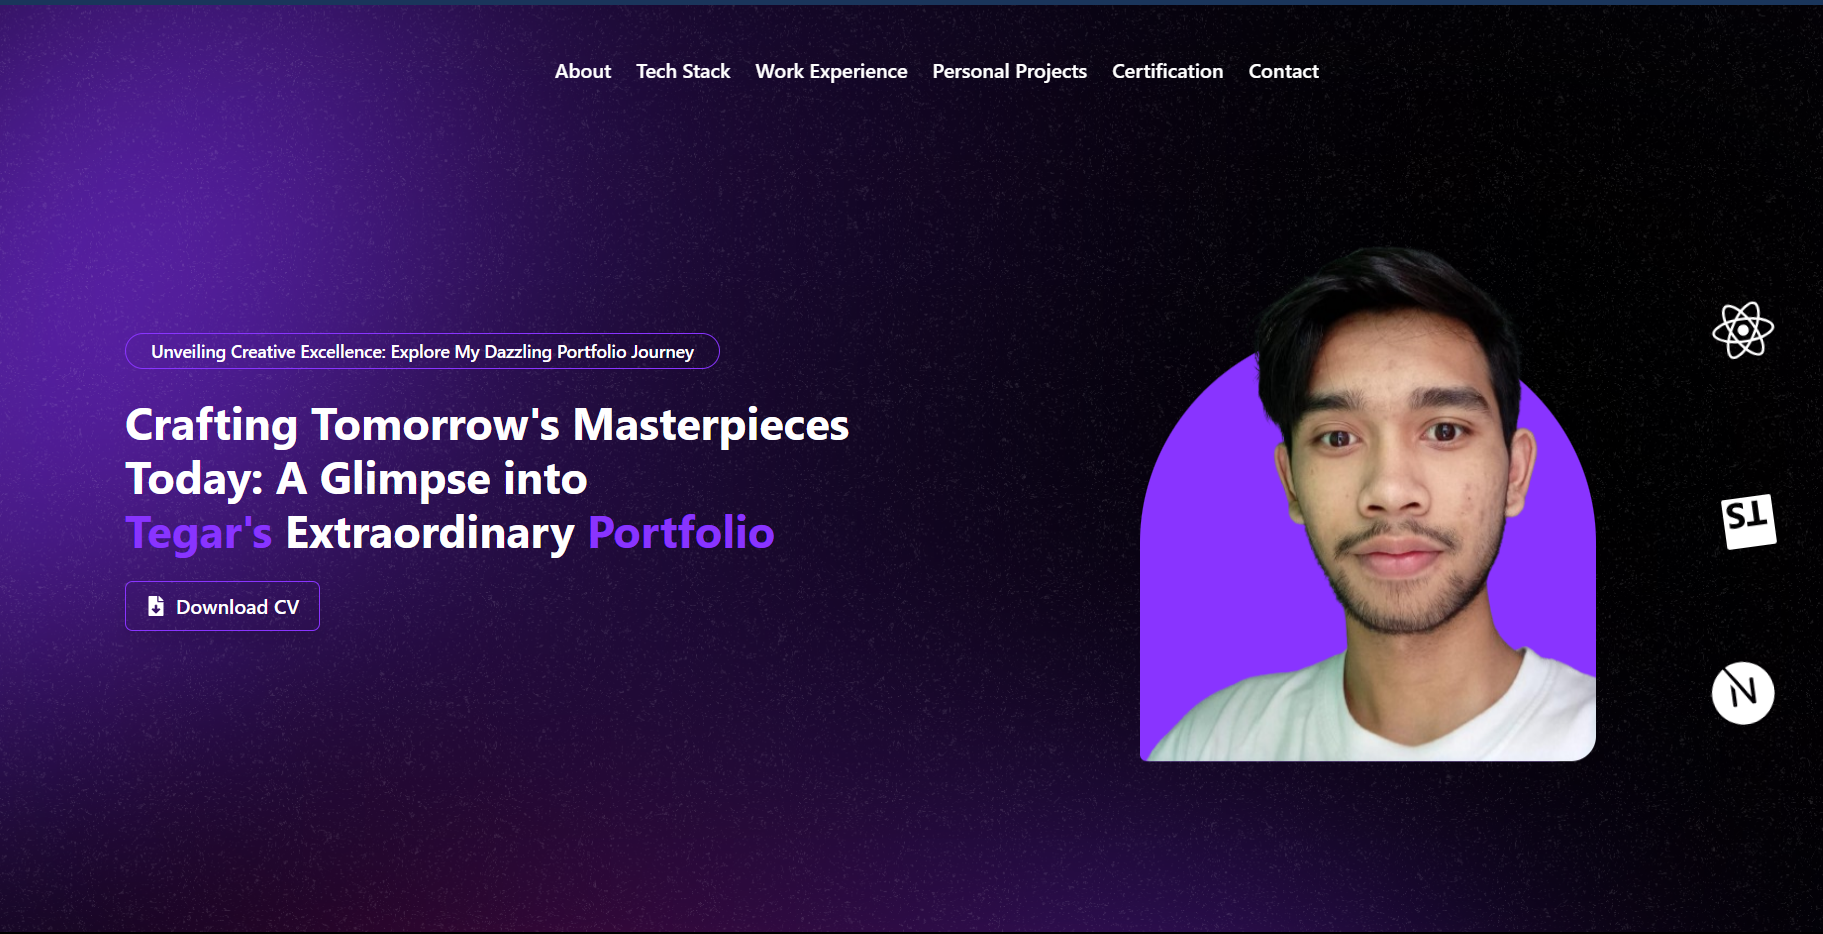 About Tech Stack Work Experience Personal Projects Certification Contact
Unveiling Creative Excellence: Explore My Dazzling Portfolio Journey
Crafting Tomorrow's Masterpieces
Today: A Glimpse into
Tegar's Extraordinary Portfolio
Download CV
TS
N